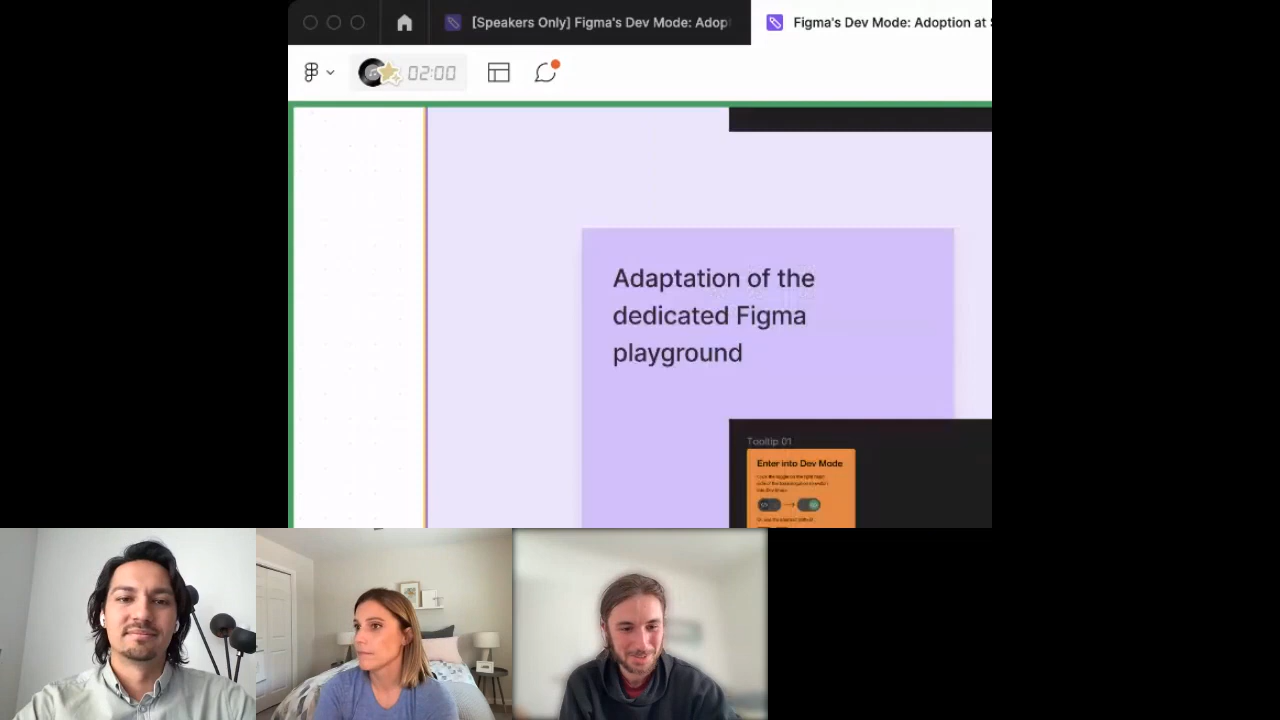 [Speakers Only] Figma's Dev Mode: Adop
Figma's Dev Mode: Adoption at S
02:00
Adaptation of the
dedicated Figma
playground
Tooltip 01
Enter into Dev Mode